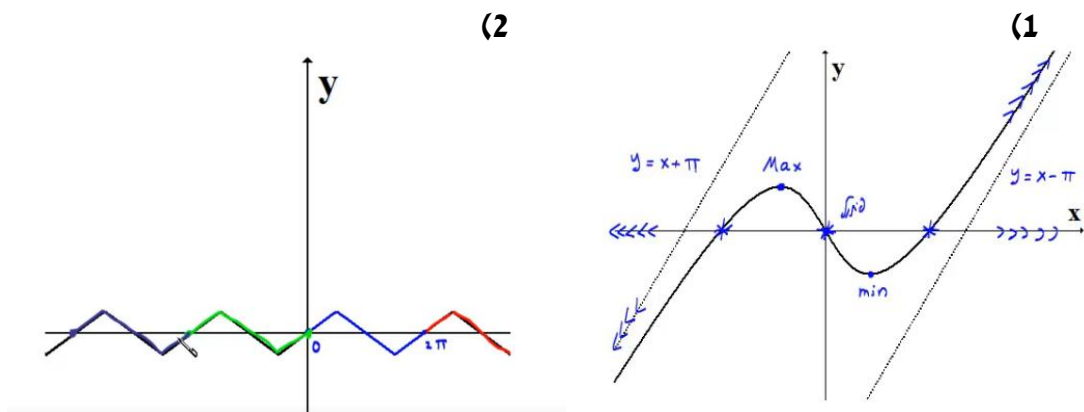 (1
y
y = x + π
Max
y = x - π
x
min
(2
y
0
2π